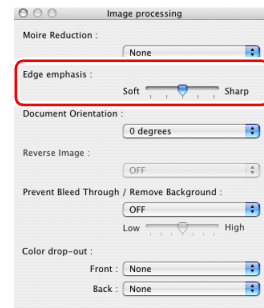 Image processing
Moire Reduction :
None
Edge emphasis :
Soft Sharp
Document Orientation :
0 degrees
Reverse Image :
OFF
Prevent Bleed Through / Remove Background :
OFF
Low High
Color drop-out :
Front : None
Back : None